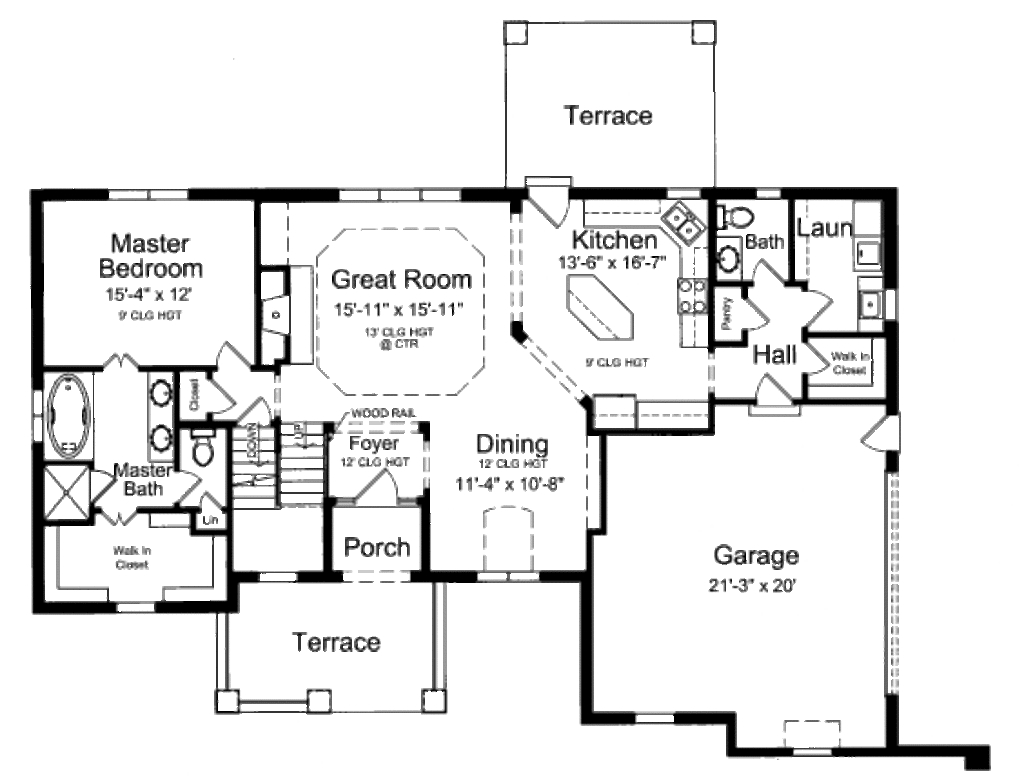 Terrace
Master
Bedroom
15'-4" x 12'
9' CLG HGT
Great Room
15'-11" x 15'-11"
13' CLG HGT
@ CTR
Kitchen
13'-6" x 16'-7"
9' CLG HGT
Bath
Laun
Pantry
Hall
Walk In
Closet
Closet
WOOD RAIL
DOWN
UP
Foyer
12' CLG HGT
Dining
12' CLG HGT
11'-4" x 10'-8"
Master
Bath
Lin
Walk In
Closet
Porch
Garage
21'-3" x 20'
Terrace